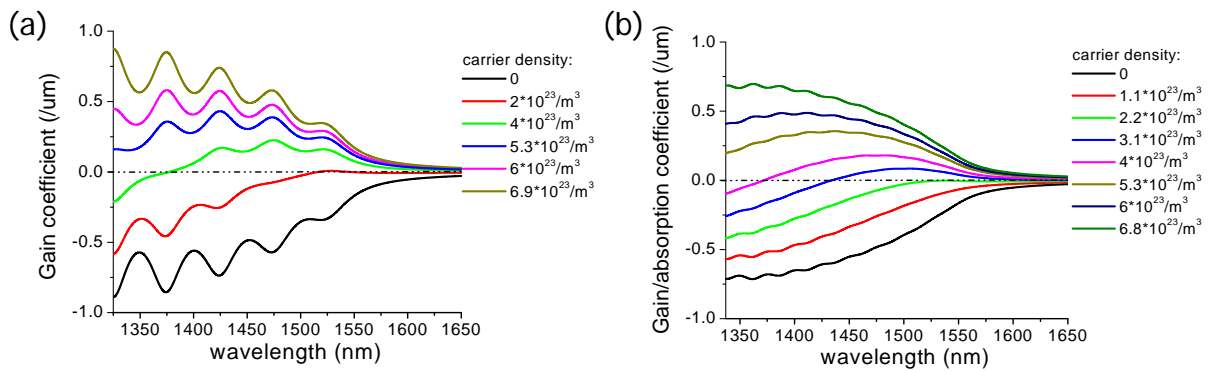 (a)
Gain coefficient (/um)
1.0
0.5
0.0
-0.5
-1.0
1350 1400 1450 1500 1550 1600 1650
wavelength (nm)
carrier density:
0
2*10^23/m^3
4*10^23/m^3
5.3*10^23/m^3
6*10^23/m^3
6.9*10^23/m^3
(b)
Gain/absorption coefficient (/um)
1.0
0.5
0.0
-0.5
-1.0
1350 1400 1450 1500 1550 1600 1650
wavelength (nm)
carrier density:
0
1.1*10^23/m^3
2.2*10^23/m^3
3.1*10^23/m^3
4*10^23/m^3
5.3*10^23/m^3
6*10^23/m^3
6.8*10^23/m^3